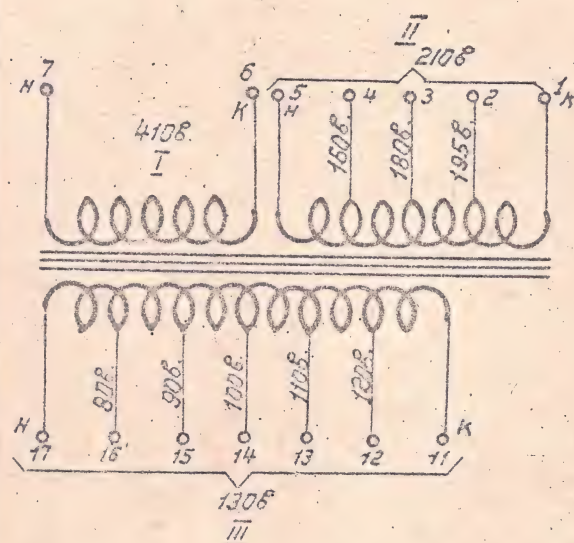 II
210в
7 6 5 4 3 2 1
н к н к
410в.
I
160в. 180в. 195в.
80в. 90в. 100в. 110в. 120в.
н к
17 16 15 14 13 12 11
130в
III